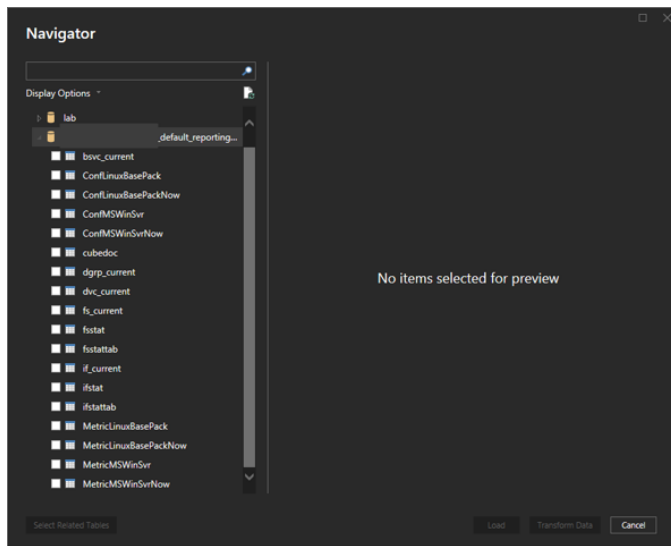 Navigator
Display Options
lab
_default_reporting...
bsvc_current
ConfLinuxBasePack
ConfLinuxBasePackNow
ConfMSWinSvr
ConfMSWinSvrNow
cubedoc
dgrp_current
dvc_current
fs_current
fsstat
fsstattab
if_current
ifstat
ifstattab
MetricLinuxBasePack
MetricLinuxBasePackNow
MetricMSWinSvr
MetricMSWinSvrNow
No items selected for preview
Select Related Tables
Load
Transform Data
Cancel